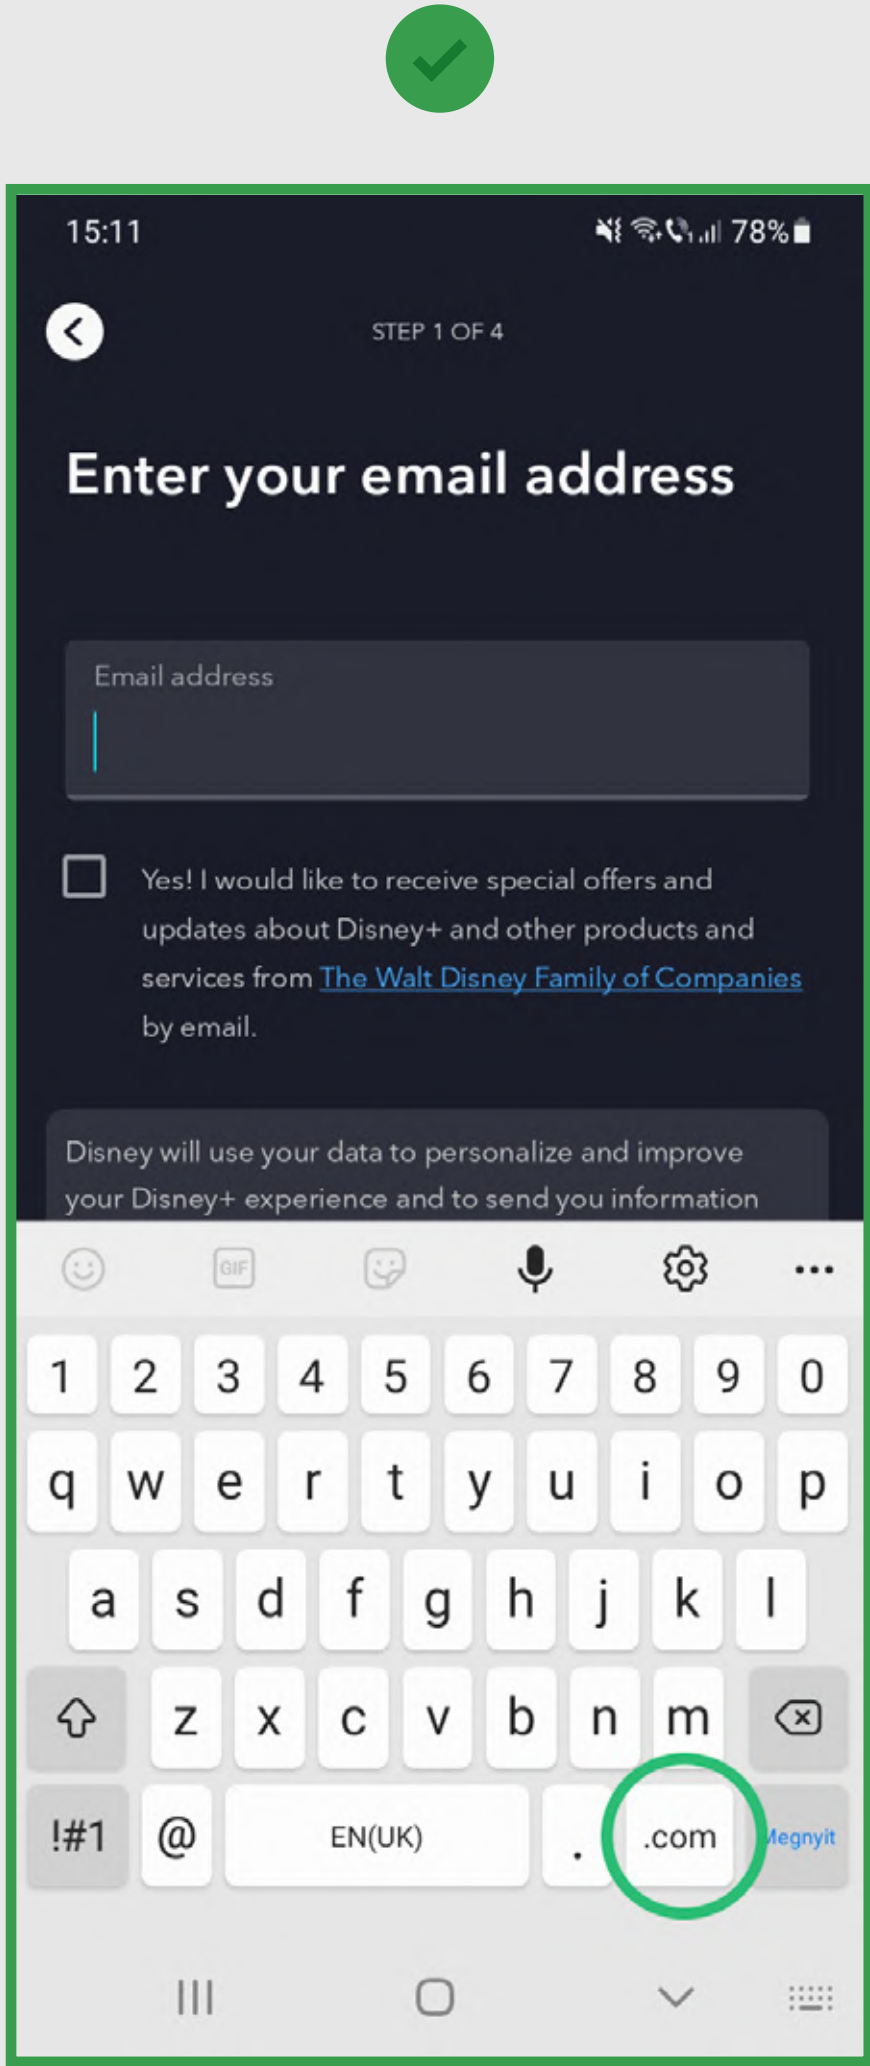 15:11 78%
STEP 1 OF 4
Enter your email address
Email address
Yes! I would like to receive special offers and
updates about Disney+ and other products and
services from The Walt Disney Family of Companies
by email.
Disney will use your data to personalize and improve
your Disney+ experience and to send you information
GIF
1 2 3 4 5 6 7 8 9 0
q w e r t y u i o p
a s d f g h j k l
z x c v b n m
!#1 @ EN(UK) . .com Megnyit